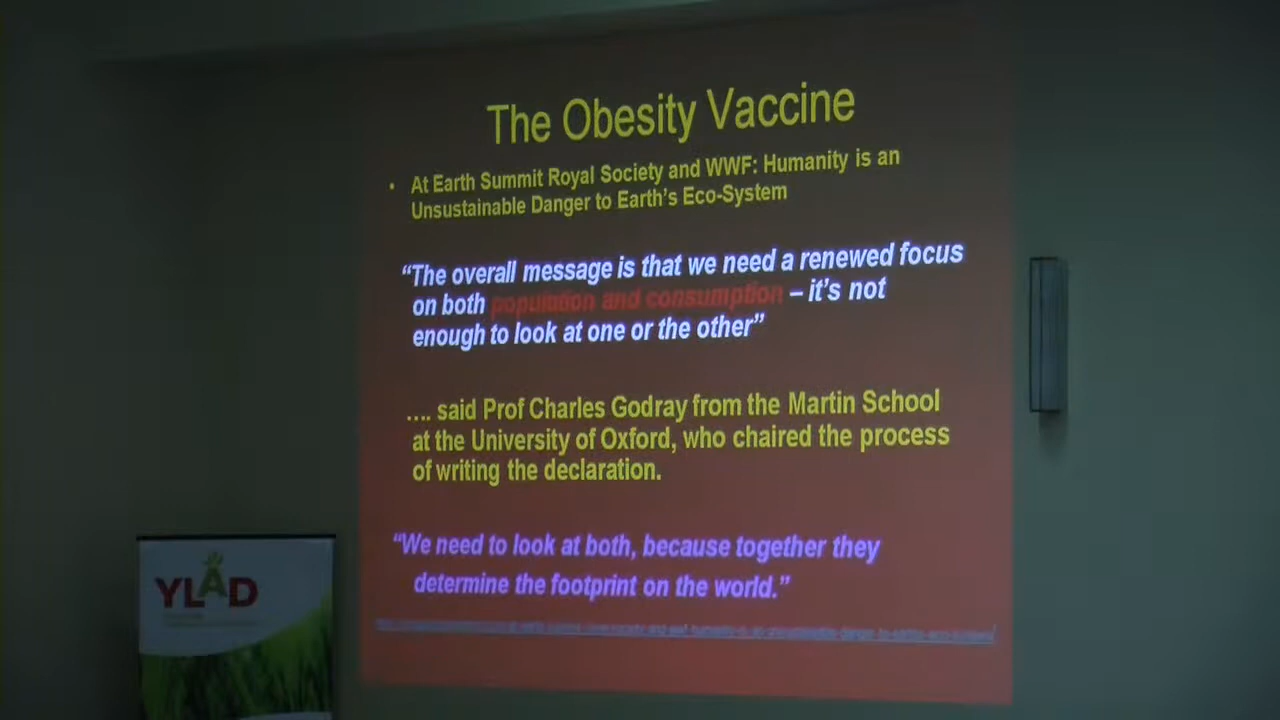 The Obesity Vaccine
• At Earth Summit Royal Society and WWF: Humanity is an
Unsustainable Danger to Earth's Eco-System
“The overall message is that we need a renewed focus
on both population and consumption – it's not
enough to look at one or the other”
…. said Prof Charles Godray from the Martin School
at the University of Oxford, who chaired the process
of writing the declaration.
“We need to look at both, because together they
determine the footprint on the world.”
YLAD